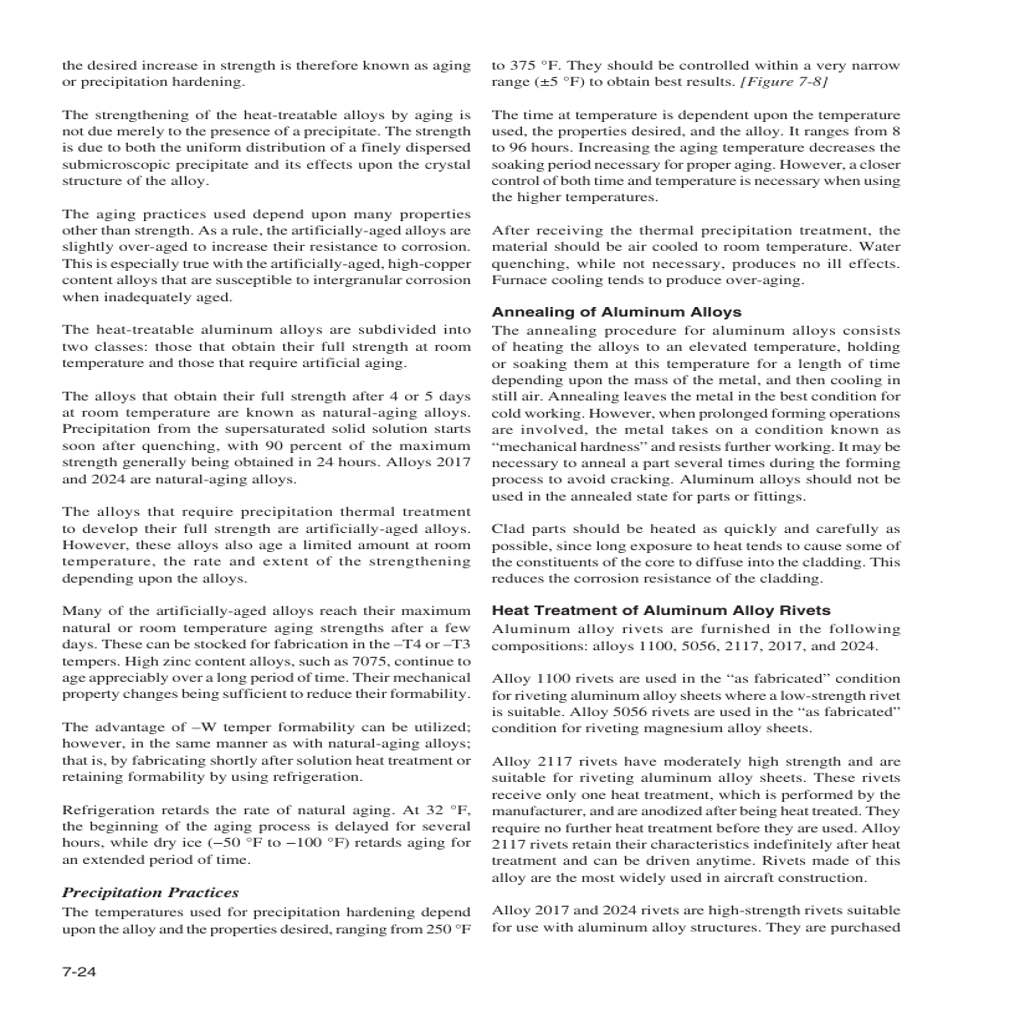 the desired increase in strength is therefore known as aging
or precipitation hardening.
The strengthening of the heat-treatable alloys by aging is
not due merely to the presence of a precipitate. The strength
is due to both the uniform distribution of a finely dispersed
submicroscopic precipitate and its effects upon the crystal
structure of the alloy.
The aging practices used depend upon many properties
other than strength. As a rule, the artificially-aged alloys are
slightly over-aged to increase their resistance to corrosion.
This is especially true with the artificially-aged, high-copper
content alloys that are susceptible to intergranular corrosion
when inadequately aged.
The heat-treatable aluminum alloys are subdivided into
two classes: those that obtain their full strength at room
temperature and those that require artificial aging.
The alloys that obtain their full strength after 4 or 5 days
at room temperature are known as natural-aging alloys.
Precipitation from the supersaturated solid solution starts
soon after quenching, with 90 percent of the maximum
strength generally being obtained in 24 hours. Alloys 2017
and 2024 are natural-aging alloys.
The alloys that require precipitation thermal treatment
to develop their full strength are artificially-aged alloys.
However, these alloys also age a limited amount at room
temperature, the rate and extent of the strengthening
depending upon the alloys.
Many of the artificially-aged alloys reach their maximum
natural or room temperature aging strengths after a few
days. These can be stocked for fabrication in the –T4 or –T3
tempers. High zinc content alloys, such as 7075, continue to
age appreciably over a long period of time. Their mechanical
property changes being sufficient to reduce their formability.
The advantage of –W temper formability can be utilized;
however, in the same manner as with natural-aging alloys;
that is, by fabricating shortly after solution heat treatment or
retaining formability by using refrigeration.
Refrigeration retards the rate of natural aging. At 32 °F,
the beginning of the aging process is delayed for several
hours, while dry ice (−50 °F to −100 °F) retards aging for
an extended period of time.
Precipitation Practices
The temperatures used for precipitation hardening depend
upon the alloy and the properties desired, ranging from 250 °F
to 375 °F. They should be controlled within a very narrow
range (±5 °F) to obtain best results. [Figure 7-8]
The time at temperature is dependent upon the temperature
used, the properties desired, and the alloy. It ranges from 8
to 96 hours. Increasing the aging temperature decreases the
soaking period necessary for proper aging. However, a closer
control of both time and temperature is necessary when using
the higher temperatures.
After receiving the thermal precipitation treatment, the
material should be air cooled to room temperature. Water
quenching, while not necessary, produces no ill effects.
Furnace cooling tends to produce over-aging.
Annealing of Aluminum Alloys
The annealing procedure for aluminum alloys consists
of heating the alloys to an elevated temperature, holding
or soaking them at this temperature for a length of time
depending upon the mass of the metal, and then cooling in
still air. Annealing leaves the metal in the best condition for
cold working. However, when prolonged forming operations
are involved, the metal takes on a condition known as
“mechanical hardness” and resists further working. It may be
necessary to anneal a part several times during the forming
process to avoid cracking. Aluminum alloys should not be
used in the annealed state for parts or fittings.
Clad parts should be heated as quickly and carefully as
possible, since long exposure to heat tends to cause some of
the constituents of the core to diffuse into the cladding. This
reduces the corrosion resistance of the cladding.
Heat Treatment of Aluminum Alloy Rivets
Aluminum alloy rivets are furnished in the following
compositions: alloys 1100, 5056, 2117, 2017, and 2024.
Alloy 1100 rivets are used in the “as fabricated” condition
for riveting aluminum alloy sheets where a low-strength rivet
is suitable. Alloy 5056 rivets are used in the “as fabricated”
condition for riveting magnesium alloy sheets.
Alloy 2117 rivets have moderately high strength and are
suitable for riveting aluminum alloy sheets. These rivets
receive only one heat treatment, which is performed by the
manufacturer, and are anodized after being heat treated. They
require no further heat treatment before they are used. Alloy
2117 rivets retain their characteristics indefinitely after heat
treatment and can be driven anytime. Rivets made of this
alloy are the most widely used in aircraft construction.
Alloy 2017 and 2024 rivets are high-strength rivets suitable
for use with aluminum alloy structures. They are purchased
7-24